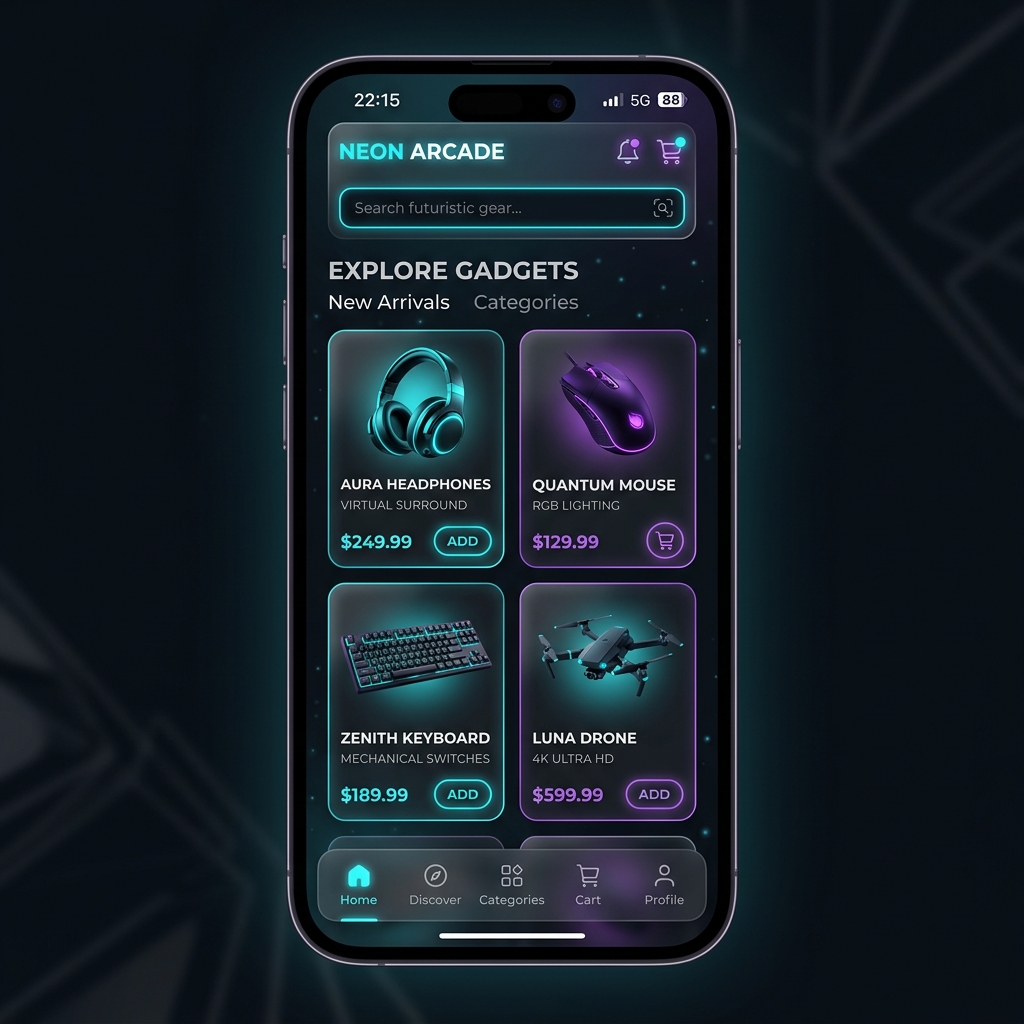 22:15 5G 88
NEON ARCADE
Search futuristic gear...
EXPLORE GADGETS
New Arrivals Categories
AURA HEADPHONES
VIRTUAL SURROUND
$249.99 ADD
QUANTUM MOUSE
RGB LIGHTING
$129.99
ZENITH KEYBOARD
MECHANICAL SWITCHES
$189.99 ADD
LUNA DRONE
4K ULTRA HD
$599.99 ADD
Home Discover Categories Cart Profile